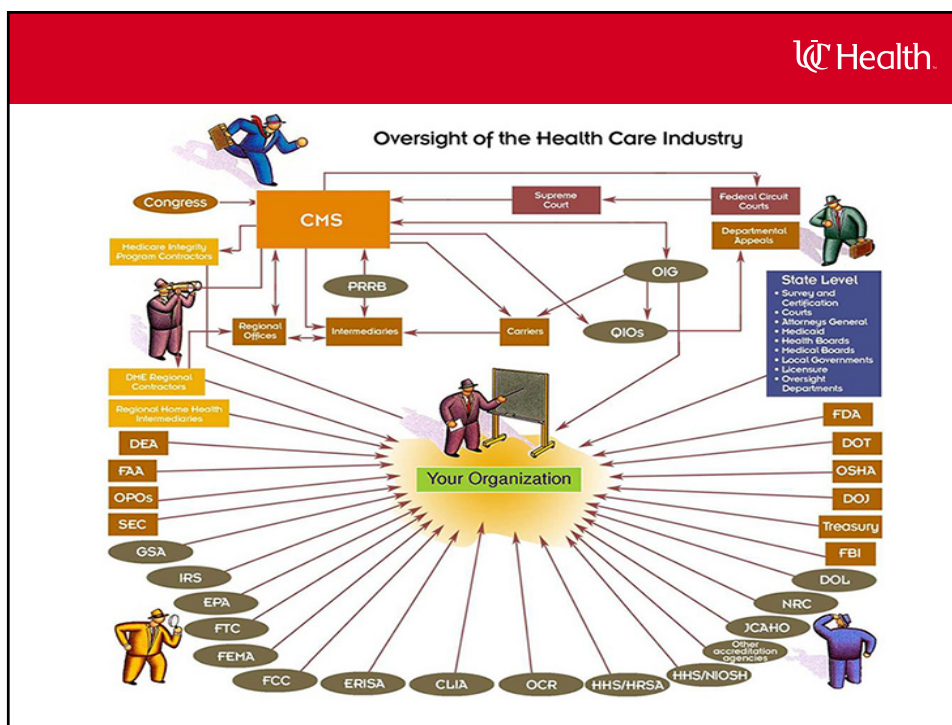 UC Health
Oversight of the Health Care Industry
Congress
CMS
Supreme
Court
Federal Circuit
Courts
Departmental
Appeals
Medicare Integrity
Program Contractors
PRRB
OIG
State Level
• Survey and
Certification
• Courts
• Attorneys General
• Medicaid
• Health Boards
• Medical Boards
• Local Governments
• Licensure
• Oversight
Departments
Regional
Offices
Intermediaries
Carriers
QIOs
DME Regional
Contractors
Regional Home Health
Intermediaries
DEA
FAA
OPOs
SEC
GSA
IRS
EPA
FTC
FEMA
FCC
ERISA
CLIA
OCR
HHS/HRSA
HHS/NIOSH
Other
accreditation
agencies
JCAHO
NRC
DOL
FBI
Treasury
DOJ
OSHA
DOT
FDA
Your Organization